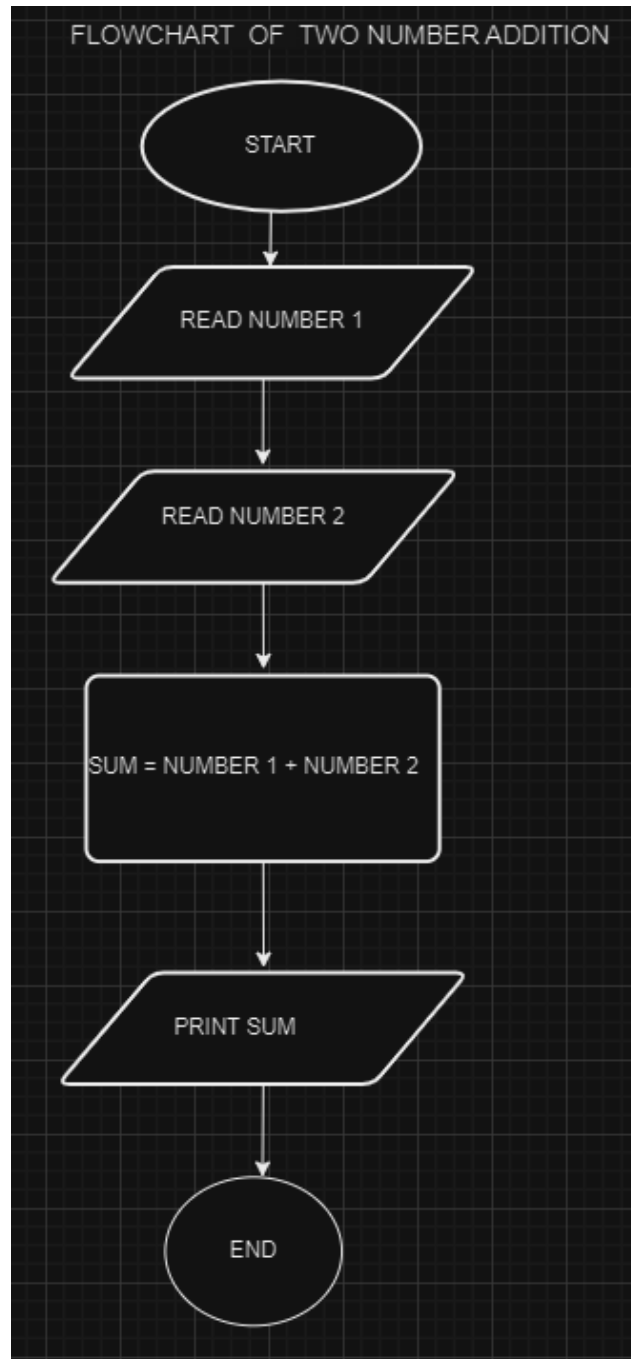 FLOWCHART OF TWO NUMBER ADDITION
START
READ NUMBER 1
READ NUMBER 2
SUM = NUMBER 1 + NUMBER 2
PRINT SUM
END